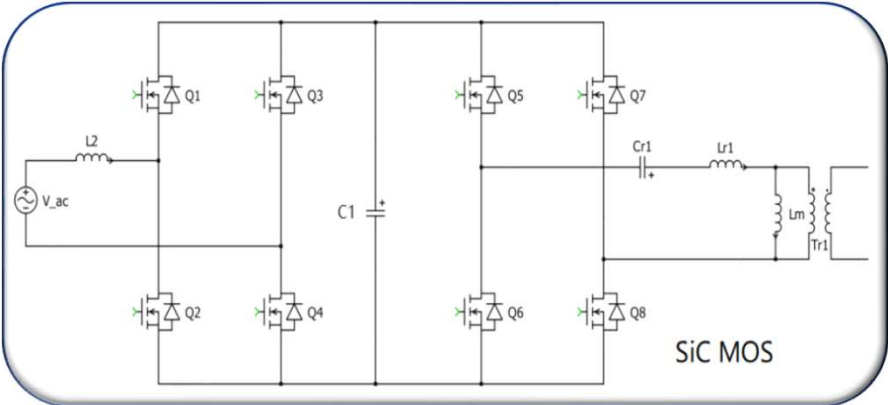 Q1
Q3
Q5
Q7
L2
Cr1
Lr1
V_ac
C1
+
+
Lm
Tr1
Q2
Q4
Q6
Q8
SiC MOS